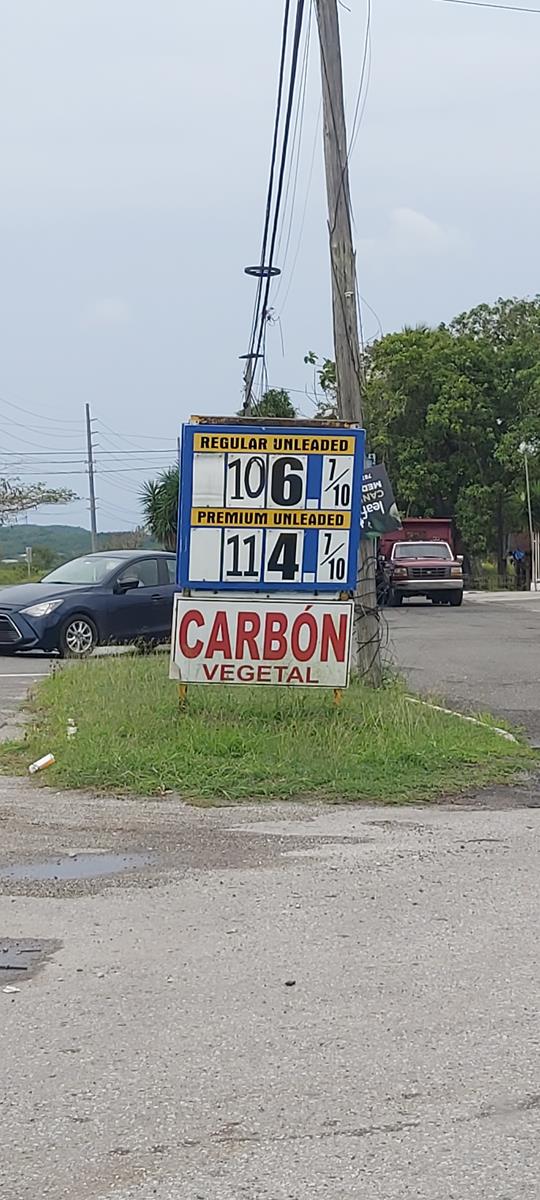 REGULAR UNLEADED
106 7/10
PREMIUM UNLEADED
114 7/10
CARBÓN
VEGETAL